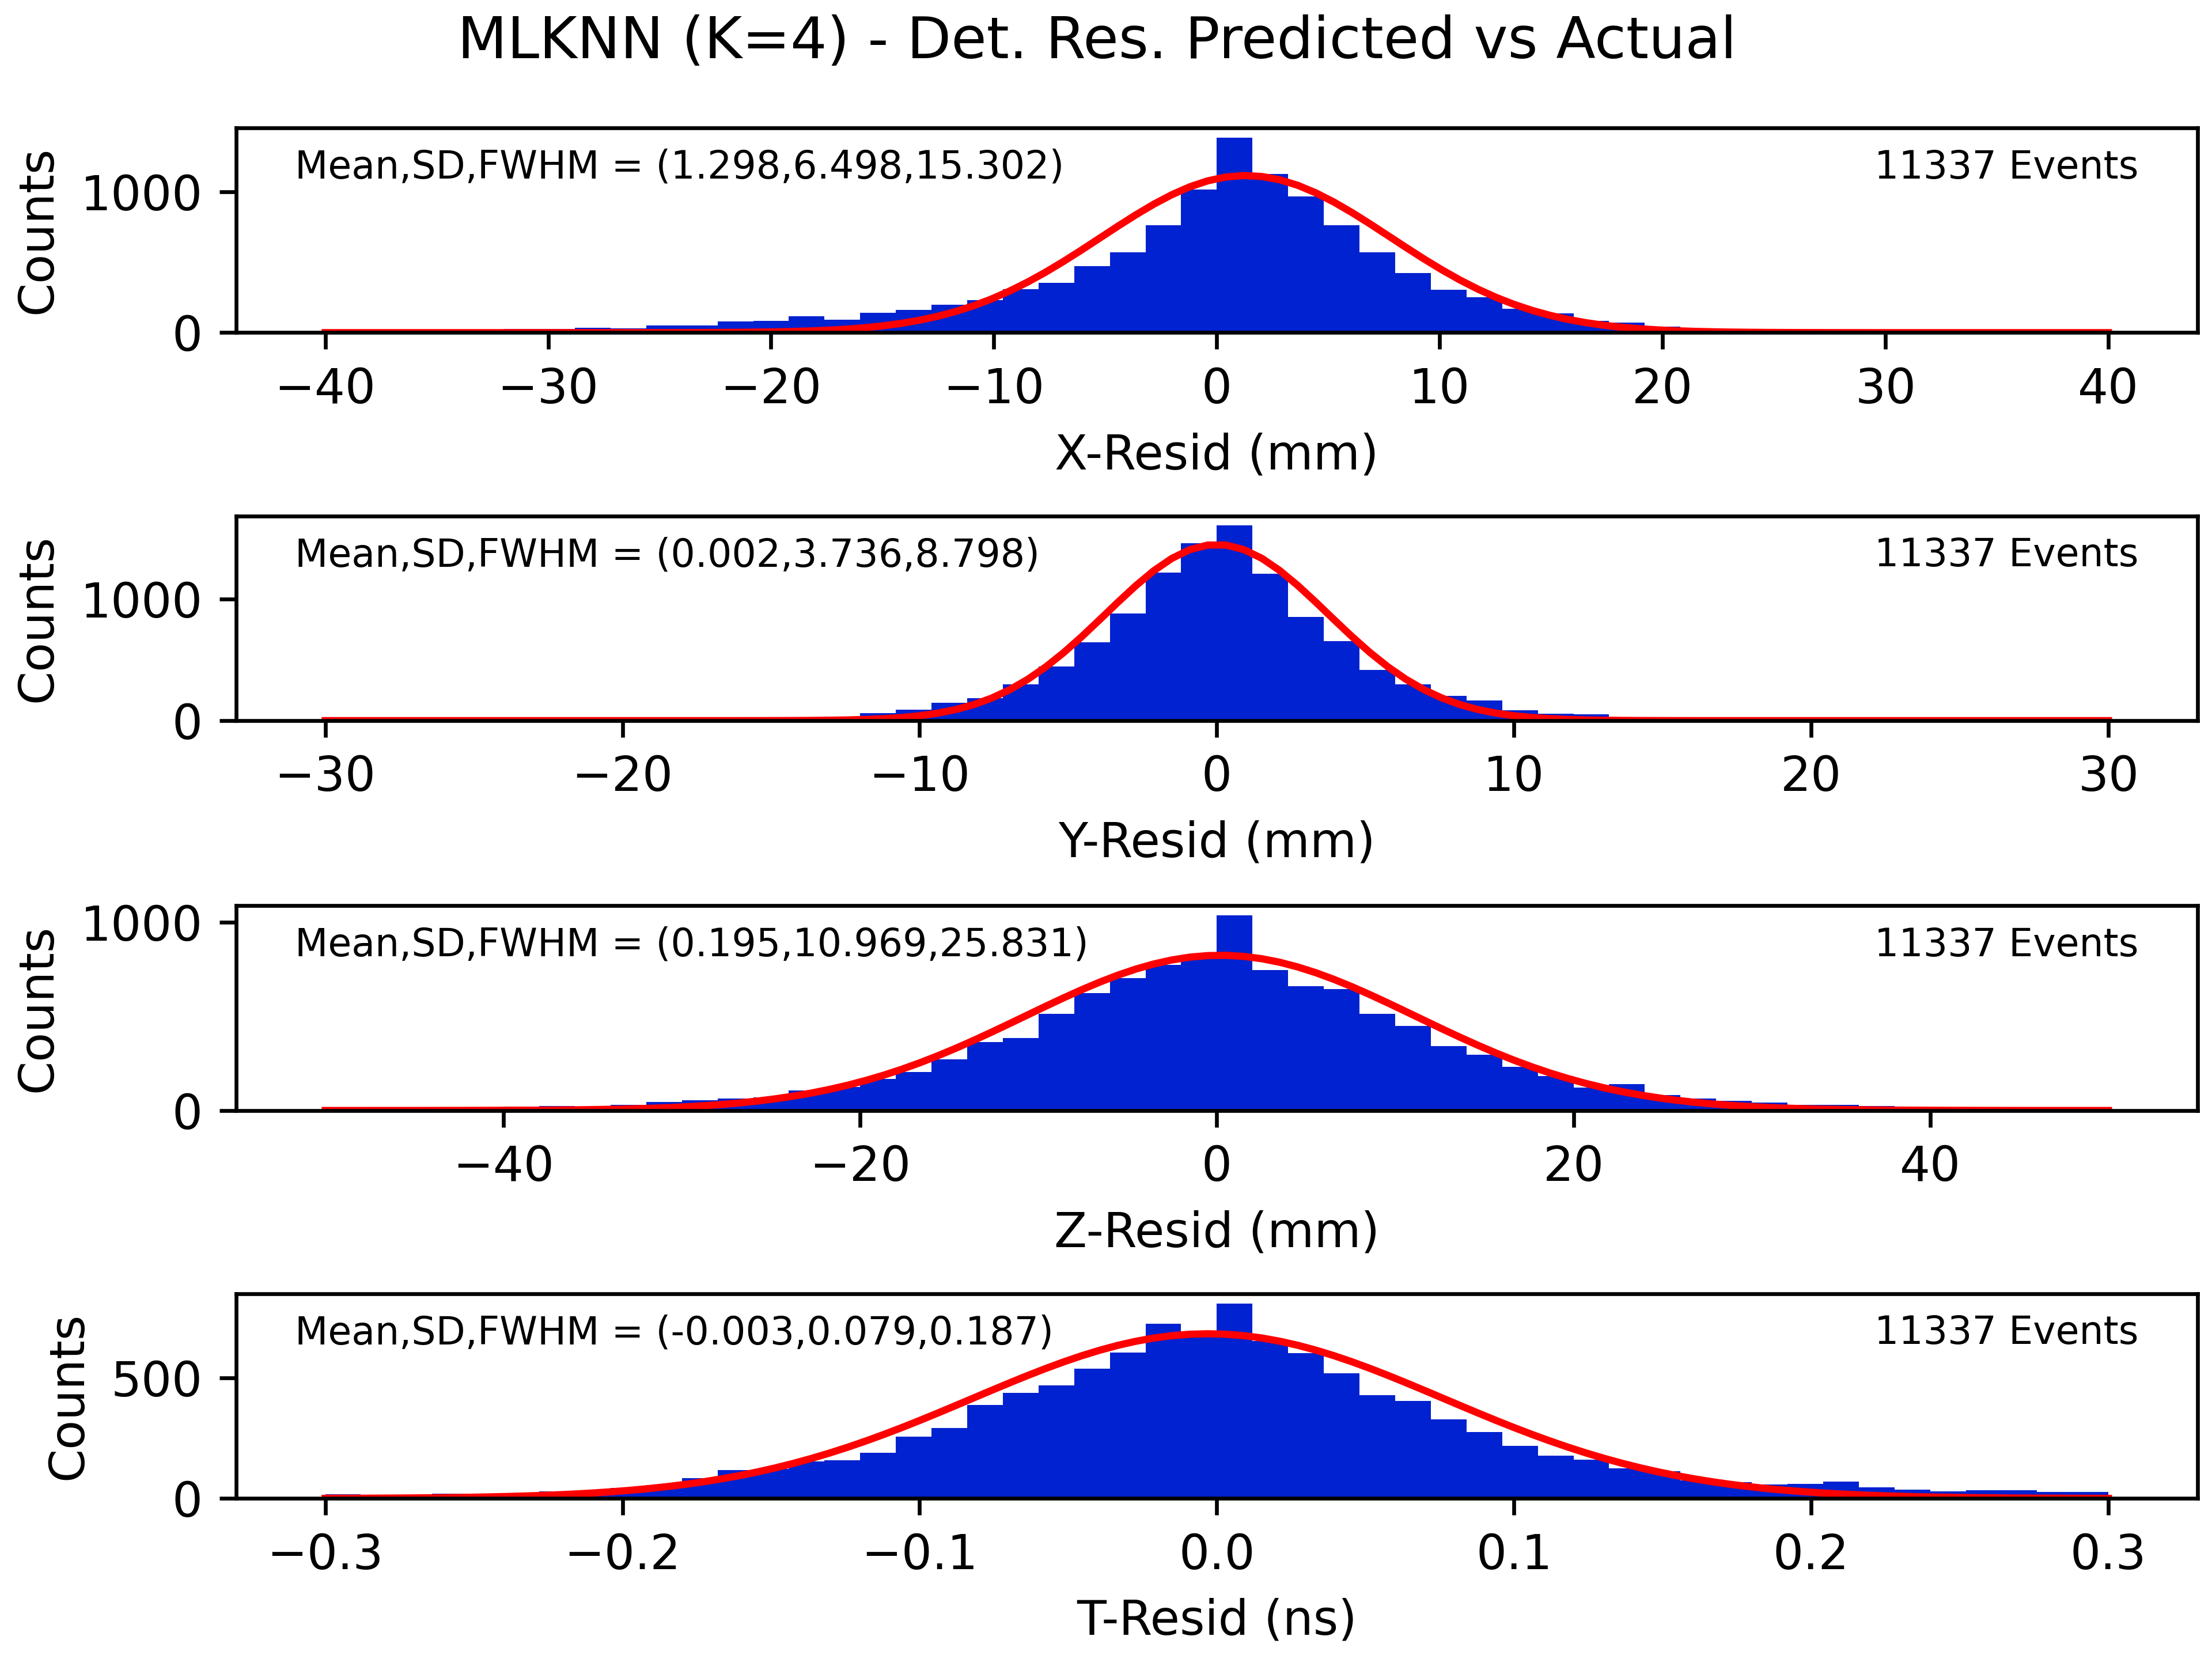 MLKNN (K=4) - Det. Res. Predicted vs Actual
Mean,SD,FWHM = (1.298,6.498,15.302)
11337 Events
Counts
1000
0
−40 −30 −20 −10 0 10 20 30 40
X-Resid (mm)
Mean,SD,FWHM = (0.002,3.736,8.798)
11337 Events
Counts
1000
0
−30 −20 −10 0 10 20 30
Y-Resid (mm)
Mean,SD,FWHM = (0.195,10.969,25.831)
11337 Events
Counts
1000
0
−40 −20 0 20 40
Z-Resid (mm)
Mean,SD,FWHM = (-0.003,0.079,0.187)
11337 Events
Counts
500
0
−0.3 −0.2 −0.1 0.0 0.1 0.2 0.3
T-Resid (ns)